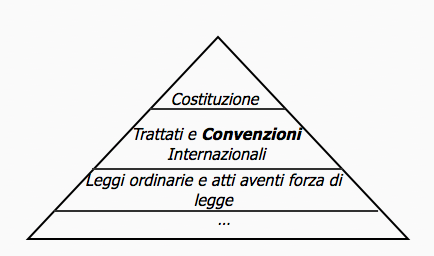 Costituzione
Trattati e Convenzioni
Internazionali
Leggi ordinarie e atti aventi forza di
legge
...